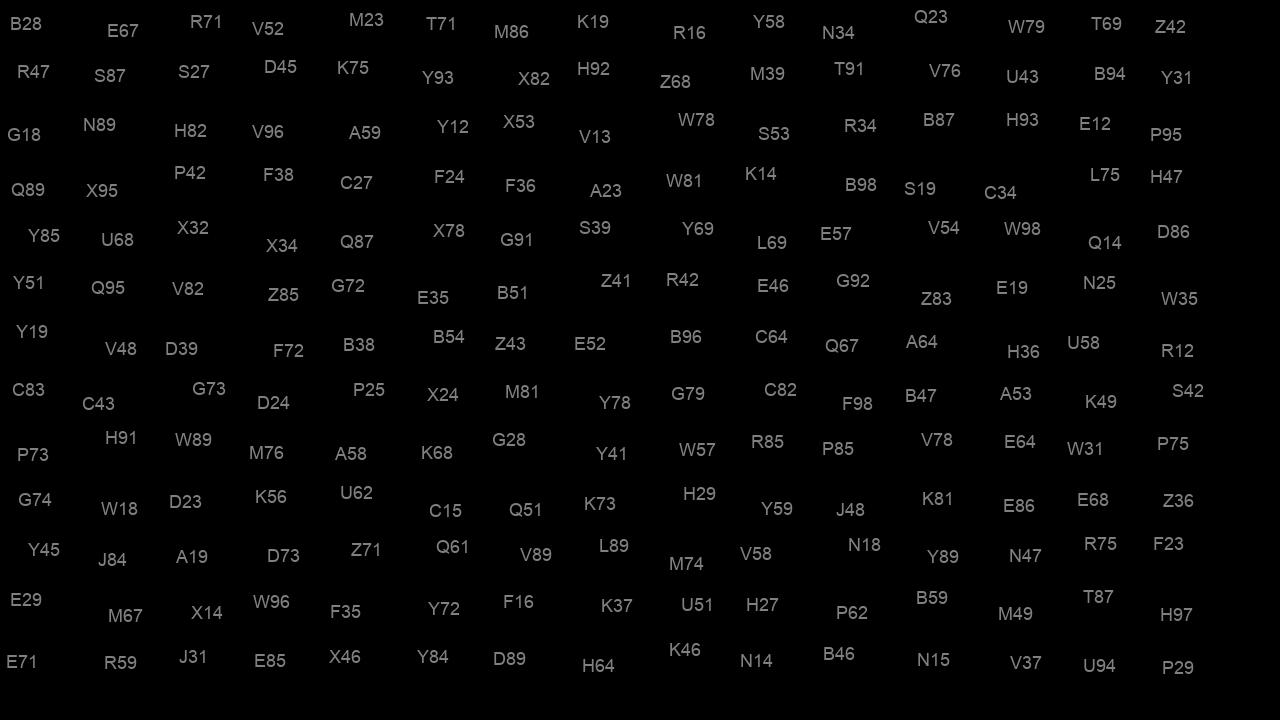 B28 E67 R71 V52 M23 T71 M86 K19 R16 Y58 N34 Q23 W79 T69 Z42
R47 S87 S27 D45 K75 Y93 X82 H92 Z68 M39 T91 V76 U43 B94 Y31
G18 N89 H82 V96 A59 Y12 X53 V13 W78 S53 R34 B87 H93 E12 P95
Q89 X95 P42 F38 C27 F24 F36 A23 W81 K14 B98 S19 C34 L75 H47
Y85 U68 X32 X34 Q87 X78 G91 S39 Y69 L69 E57 V54 W98 Q14 D86
Y51 Q95 V82 Z85 G72 E35 B51 Z41 R42 E46 G92 Z83 E19 N25 W35
Y19 V48 D39 F72 B38 B54 Z43 E52 B96 C64 Q67 A64 H36 U58 R12
C83 C43 G73 D24 P25 X24 M81 Y78 G79 C82 F98 B47 A53 K49 S42
P73 H91 W89 M76 A58 K68 G28 Y41 W57 R85 P85 V78 E64 W31 P75
G74 W18 D23 K56 U62 C15 Q51 K73 H29 Y59 J48 K81 E86 E68 Z36
Y45 J84 A19 D73 Z71 Q61 V89 L89 M74 V58 N18 Y89 N47 R75 F23
E29 M67 X14 W96 F35 Y72 F16 K37 U51 H27 P62 B59 M49 T87 H97
E71 R59 J31 E85 X46 Y84 D89 H64 K46 N14 B46 N15 V37 U94 P29